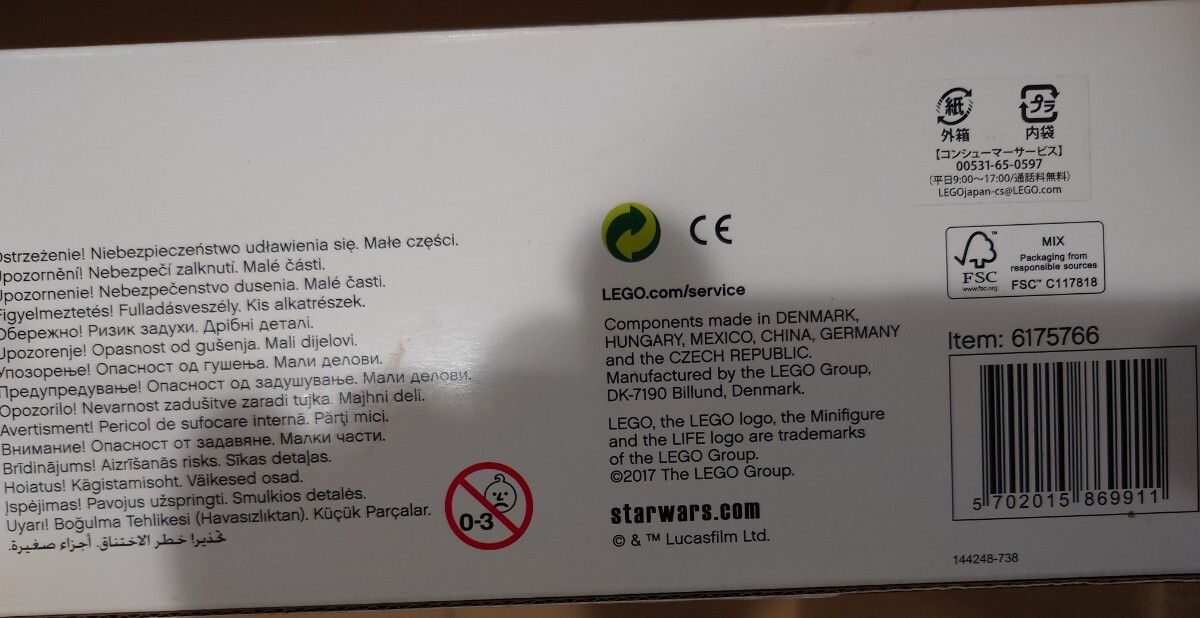 Ostrzeżenie! Niebezpieczeństwo udławienia się. Małe części.
Upozornění! Nebezpečí zalknutí. Malé části.
Upozornenie! Nebezpečenstvo dusenia. Malé časti.
Figyelmeztetés! Fulladásveszély. Kis alkatrészek.
Обережно! Ризик задухи. Дрібні деталі.
Upozorenje! Opasnost od gušenja. Mali dijelovi.
Упозорење! Опасност од гушења. Мали делови.
Предупредување! Опасност од задушување. Мали делови.
Opozorilo! Nevarnost zadušitve zaradi tujka. Majhni deli.
Avertisment! Pericol de sufocare internă. Părţi mici.
Внимание! Опасност от задавяне. Малки части.
Brīdinājums! Aizrīšanās risks. Sīkas detaļas.
Hoiatus! Kägistamisoht. Väikesed osad.
Įspėjimas! Pavojus užspringti. Smulkios detalės.
Uyarı! Boğulma Tehlikesi (Havasızlıktan). Küçük Parçalar.
تحذير! خطر الاختناق. أجزاء صغيرة.
0-3
CE
LEGO.com/service
Components made in DENMARK,
HUNGARY, MEXICO, CHINA, GERMANY
and the CZECH REPUBLIC.
Manufactured by the LEGO Group,
DK-7190 Billund, Denmark.
LEGO, the LEGO logo, the Minifigure
and the LIFE logo are trademarks
of the LEGO Group.
©2017 The LEGO Group.
starwars.com
© & ™ Lucasfilm Ltd.
紙 プラ
外箱 内袋
【コンシューマーサービス】
00531-65-0597
(平日9:00～17:00/通話料無料)
LEGOjapan-cs@LEGO.com
FSC
www.fsc.org
MIX
Packaging from
responsible sources
FSC™ C117818
Item: 6175766
5 702015 869911
144248-738